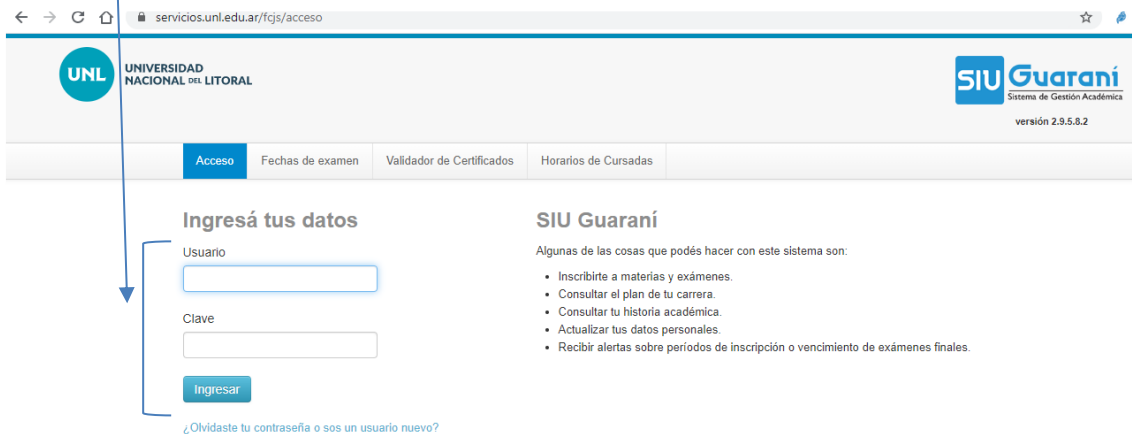 servicios.unl.edu.ar/fcjs/acceso
UNL
UNIVERSIDAD
NACIONAL DEL LITORAL
SIU Guaraní
Sistema de Gestión Académica
versión 2.9.5.8.2
Acceso Fechas de examen Validador de Certificados Horarios de Cursadas
Ingresá tus datos
Usuario
Clave
Ingresar
¿Olvidaste tu contraseña o sos un usuario nuevo?
SIU Guaraní
Algunas de las cosas que podés hacer con este sistema son:
Inscribirte a materias y exámenes.
Consultar el plan de tu carrera.
Consultar tu historia académica.
Actualizar tus datos personales.
Recibir alertas sobre períodos de inscripción o vencimiento de exámenes finales.